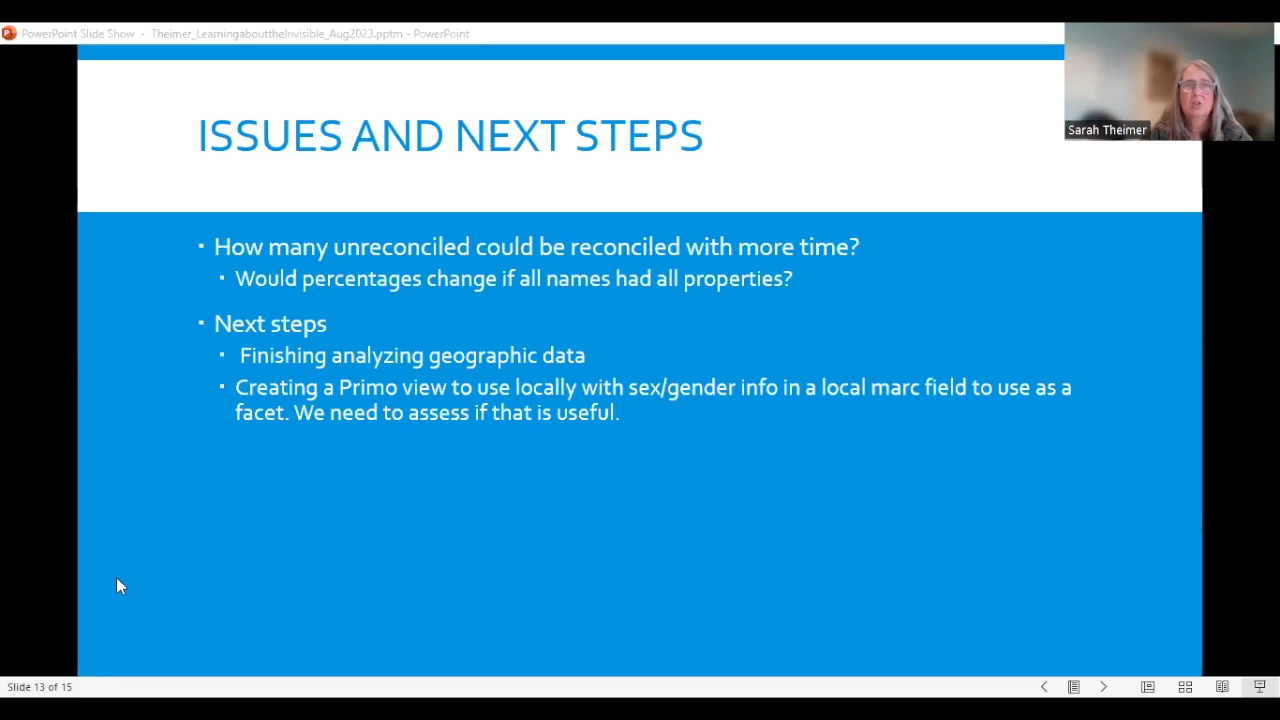 PowerPoint Slide Show - Theimer_LearningabouttheInvisible_Aug2023.pptm - PowerPoint
Sarah Theimer
ISSUES AND NEXT STEPS
▪ How many unreconciled could be reconciled with more time?
▪ Would percentages change if all names had all properties?
▪ Next steps
▪ Finishing analyzing geographic data
▪ Creating a Primo view to use locally with sex/gender info in a local marc field to use as a
facet. We need to assess if that is useful.
Slide 13 of 15